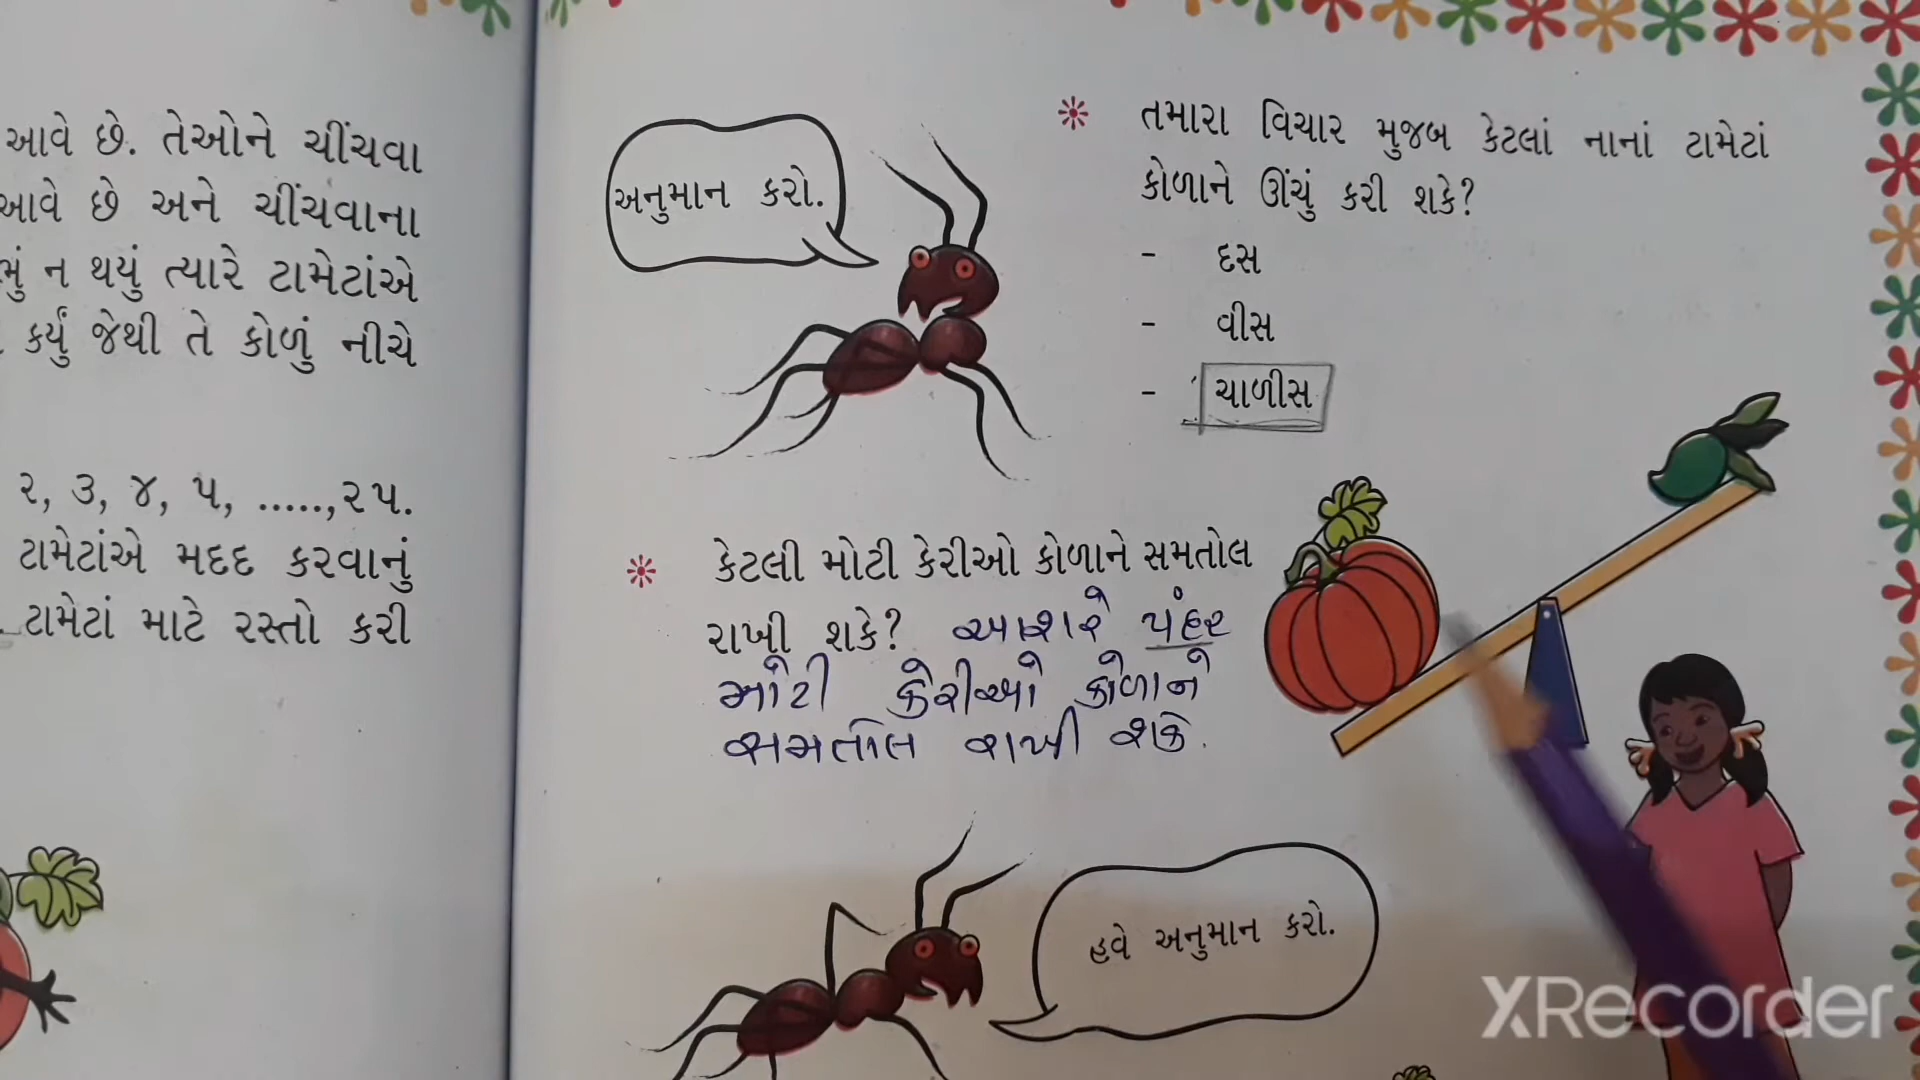 આવે છે. તેઓને ચીંચવા
આવે છે અને ચીંચવાના
ભું ન થયું ત્યારે ટામેટાંએ
કર્યું જેથી તે કોળું નીચે
૨, ૩, ૪, ૫, .....,૨૫.
ટામેટાંએ મદદ કરવાનું
ટામેટાં માટે રસ્તો કરી
અનુમાન કરો.
તમારા વિચાર મુજબ કેટલાં નાનાં ટામેટાં
કોળાને ઊંચું કરી શકે?
- દસ
- વીસ
- ચાળીસ
કેટલી મોટી કેરીઓ કોળાને સમતોલ
રાખી શકે? આશરે પંદર
મોટી કેરીઓ કોળાને
સમતોલ રાખી શકે.
હવે અનુમાન કરો.
XRecorder